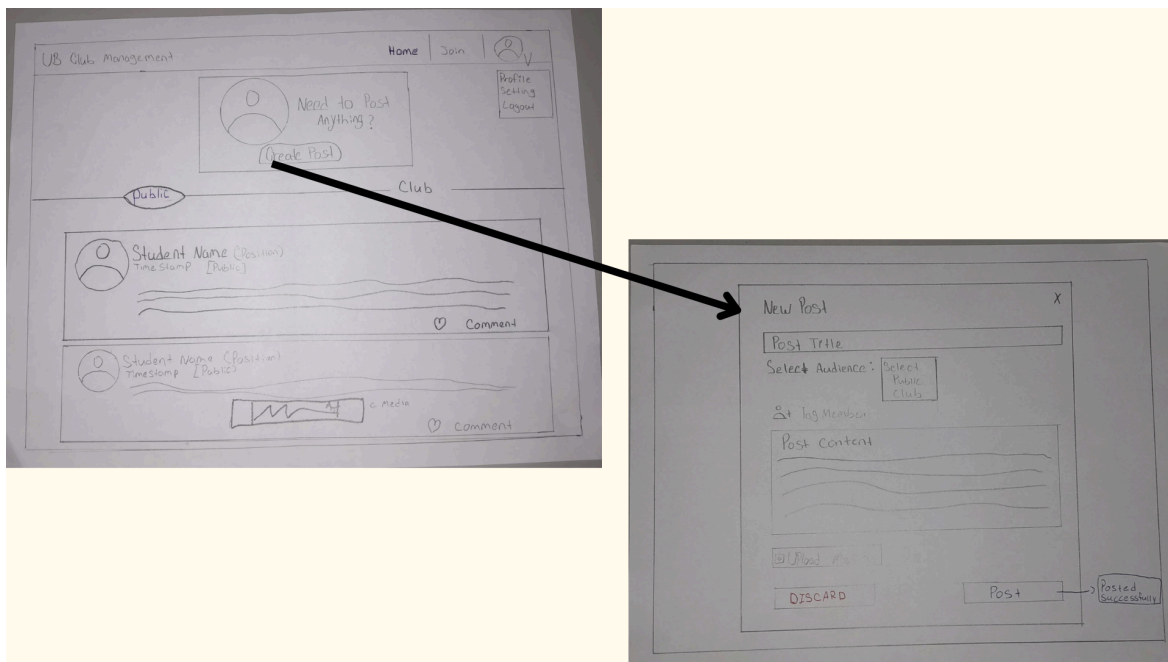 UB Club Management
Home | Join |
Profile
Setting
Logout
Need to Post
Anything?
Create Post
Public
Club
Student Name (Position)
Timestamp [Public]
Comment
Student Name (Position)
Timestamp [Public]
Media
Comment
New Post
X
Post Title
Select Audience:
Select
Public
Club
Tag Member
Post Content
Upload
DISCARD
Post
Posted
Successfully